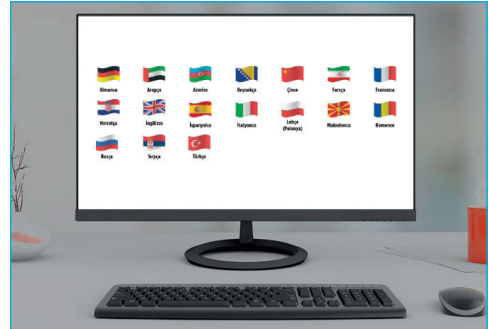 Almanca Arapça Azerice Boşnakça Çince Farsça Fransızca
Hırvatça İngilizce İspanyolca İtalyanca Lehçe (Polonya) Makedonca Romence
Rusça Sırpça Türkçe